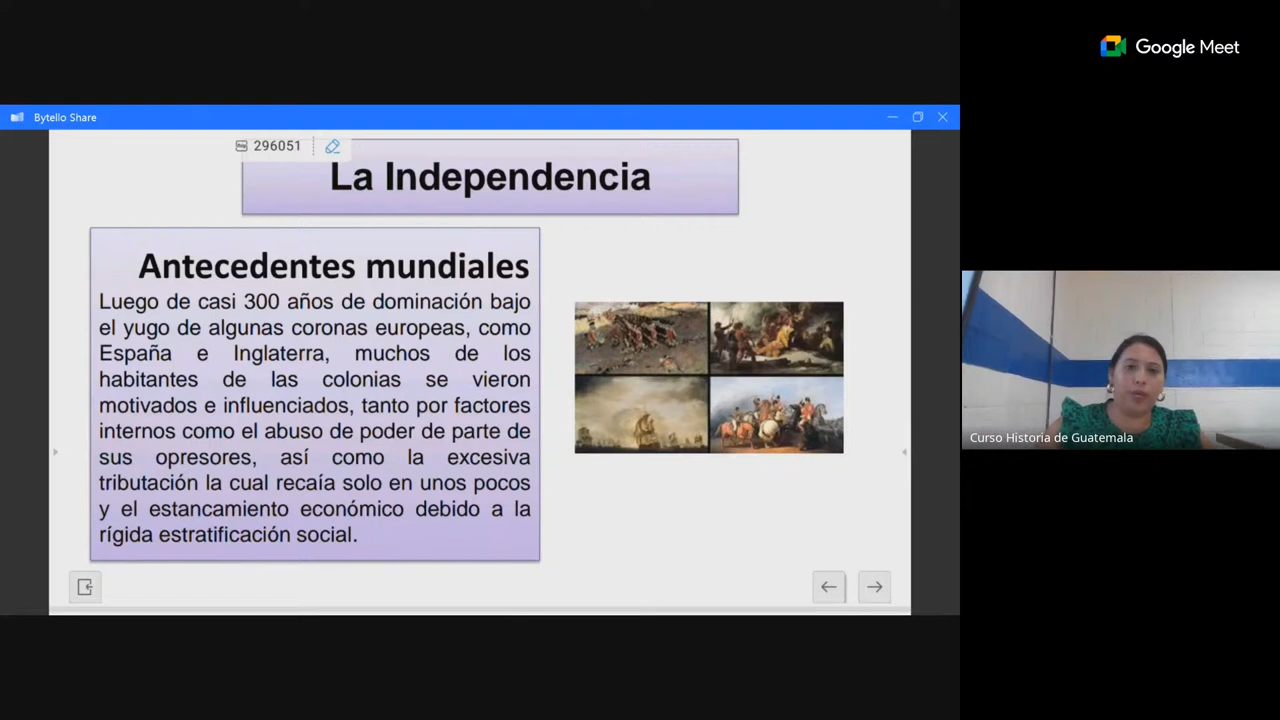 Google Meet
Bytello Share
296051
La Independencia
Antecedentes mundiales
Luego de casi 300 años de dominación bajo
el yugo de algunas coronas europeas, como
España e Inglaterra, muchos de los
habitantes de las colonias se vieron
motivados e influenciados, tanto por factores
internos como el abuso de poder de parte de
sus opresores, así como la excesiva
tributación la cual recaía solo en unos pocos
y el estancamiento económico debido a la
rígida estratificación social.
Curso Historia de Guatemala